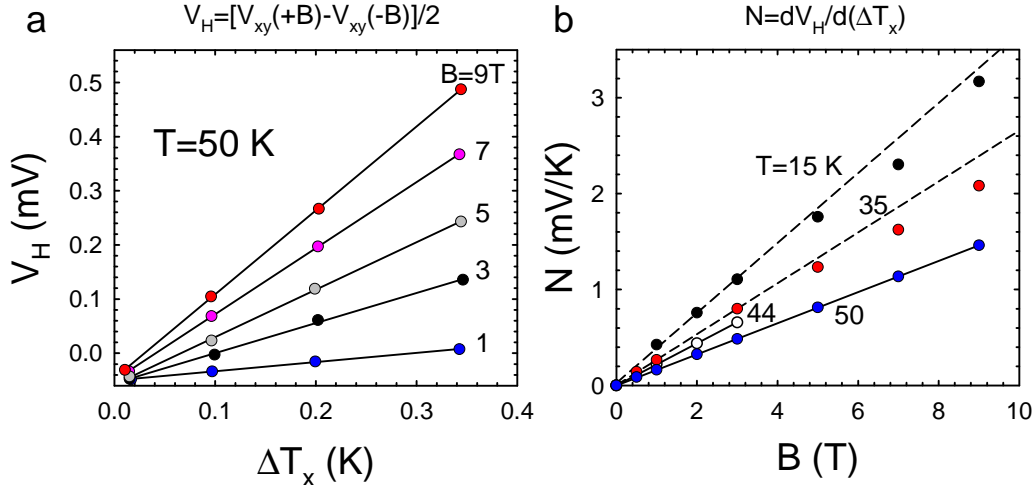 a
V_H=[V_xy(+B)-V_xy(-B)]/2
V_H (mV)
0.5
0.4
0.3
0.2
0.1
0.0
B=9T
T=50 K
7
5
3
1
0.0 0.1 0.2 0.3 0.4
ΔT_x (K)
b
N=dV_H/d(ΔT_x)
N (mV/K)
3
2
1
0
T=15 K
35
44
50
0 2 4 6 8 10
B (T)